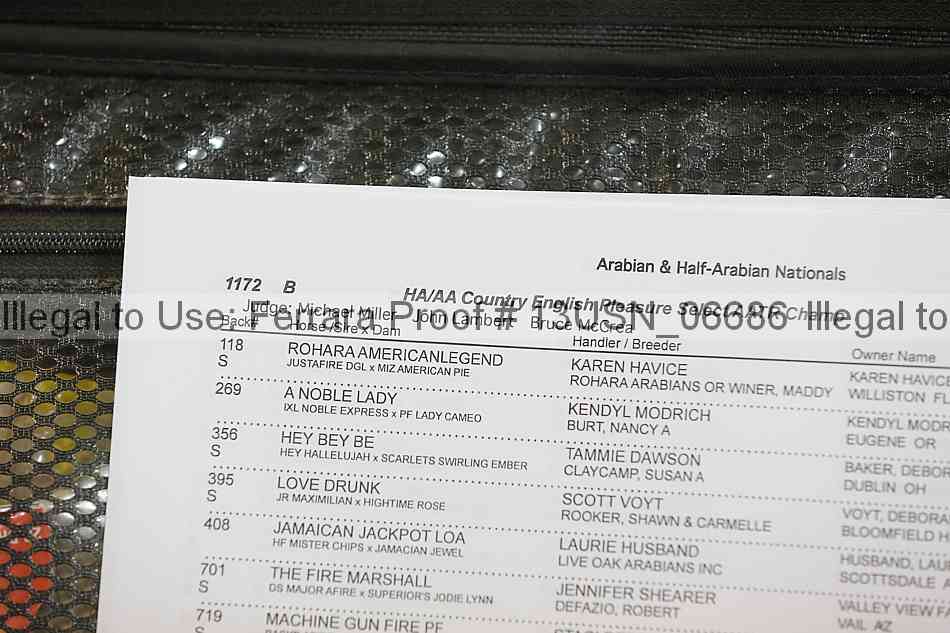 Arabian & Half-Arabian Nationals
1172 B HA/AA Country English Pleasure Select AATR Champ
Judge: Michael Miller John Lambert Bruce McCrea
Illegal to Use: Ferrara Proof # 13USN_06686 Illegal to Use:
Back# Horse /Sire x Dam Handler / Breeder Owner Name
118 ROHARA AMERICANLEGEND KAREN HAVICE KAREN HAVICE
S JUSTAFIRE DGL x MIZ AMERICAN PIE ROHARA ARABIANS OR WINER, MADDY WILLISTON FL
269 A NOBLE LADY KENDYL MODRICH KENDYL MODR
IXL NOBLE EXPRESS x PF LADY CAMEO BURT, NANCY A EUGENE OR
356 HEY BEY BE TAMMIE DAWSON BAKER, DEBOR
S HEY HALLELUJAH x SCARLETS SWIRLING EMBER CLAYCAMP, SUSAN A DUBLIN OH
395 LOVE DRUNK SCOTT VOYT VOYT, DEBORA
S JR MAXIMILIAN x HIGHTIME ROSE ROOKER, SHAWN & CARMELLE BLOOMFIELD H
408 JAMAICAN JACKPOT LOA LAURIE HUSBAND HUSBAND, LAU
HF MISTER CHIPS x JAMACIAN JEWEL LIVE OAK ARABIANS INC SCOTTSDALE A
701 THE FIRE MARSHALL JENNIFER SHEARER VALLEY VIEW FA
S DS MAJOR AFIRE x SUPERIOR'S JODIE LYNN DEFAZIO, ROBERT VAIL AZ
719 MACHINE GUN FIRE PF